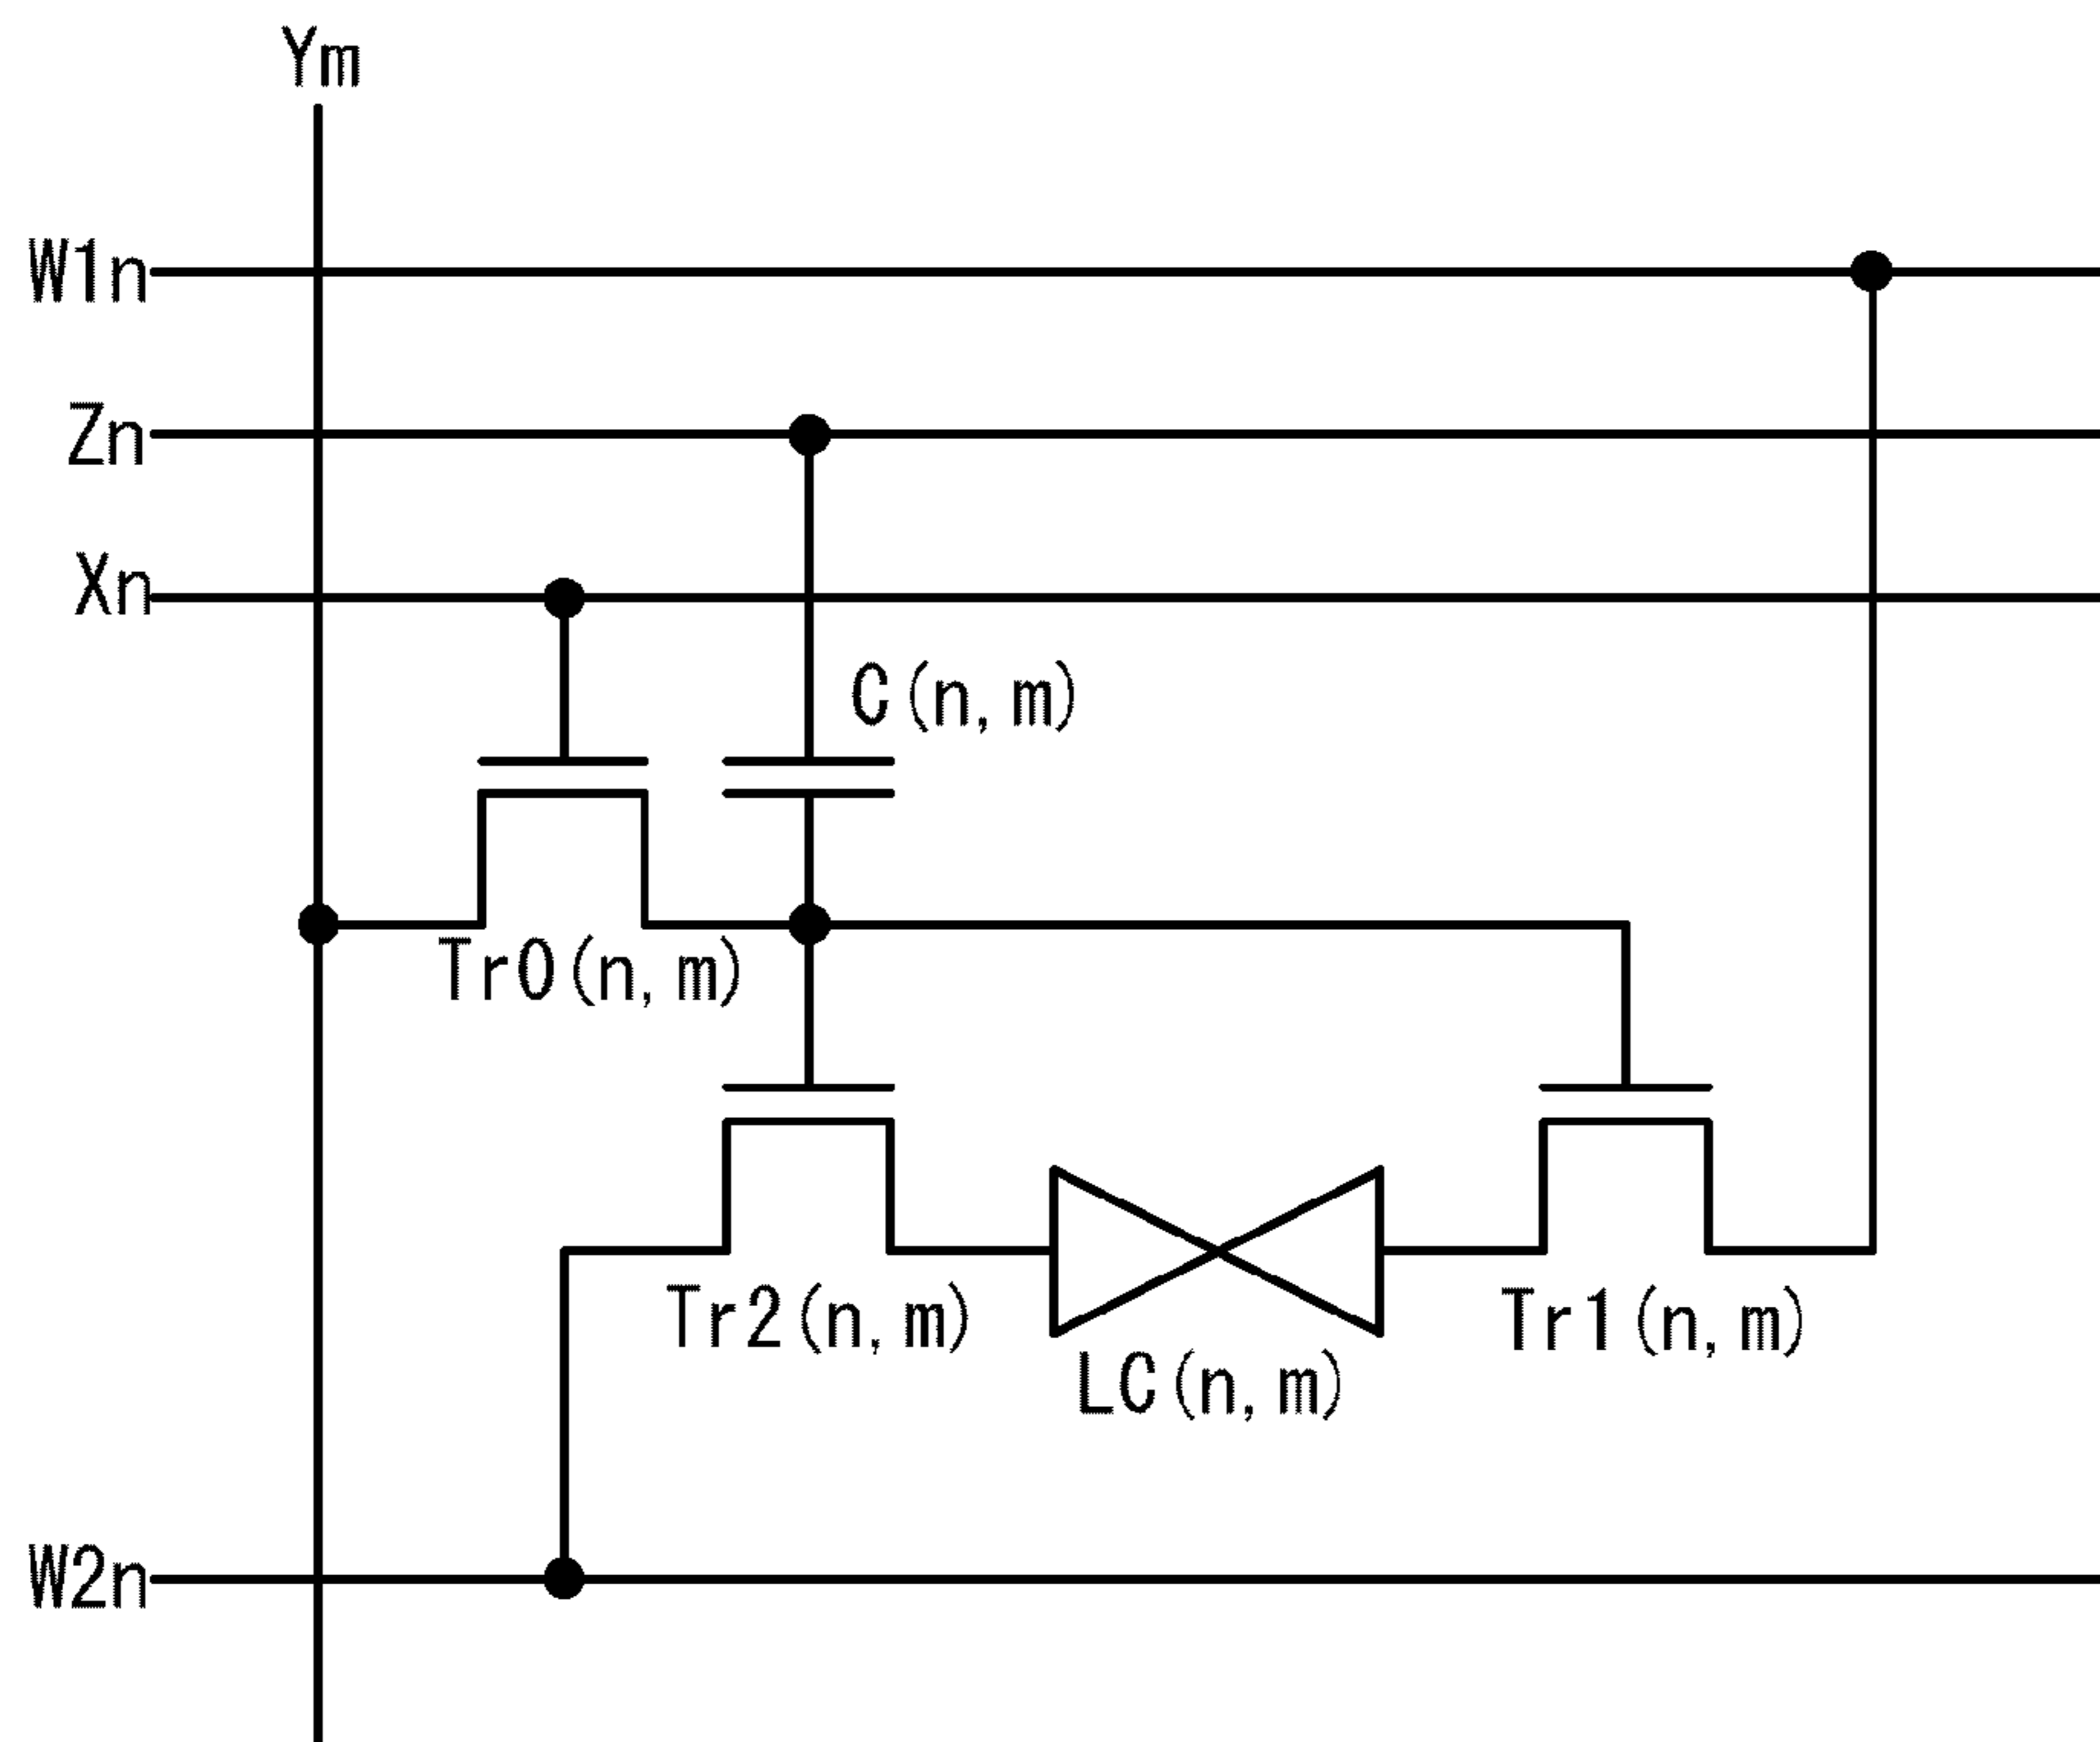 Ym
W1n
Zn
Xn
C(n,m)
Tr0(n,m)
Tr2(n,m)
Tr1(n,m)
LC(n,m)
W2n